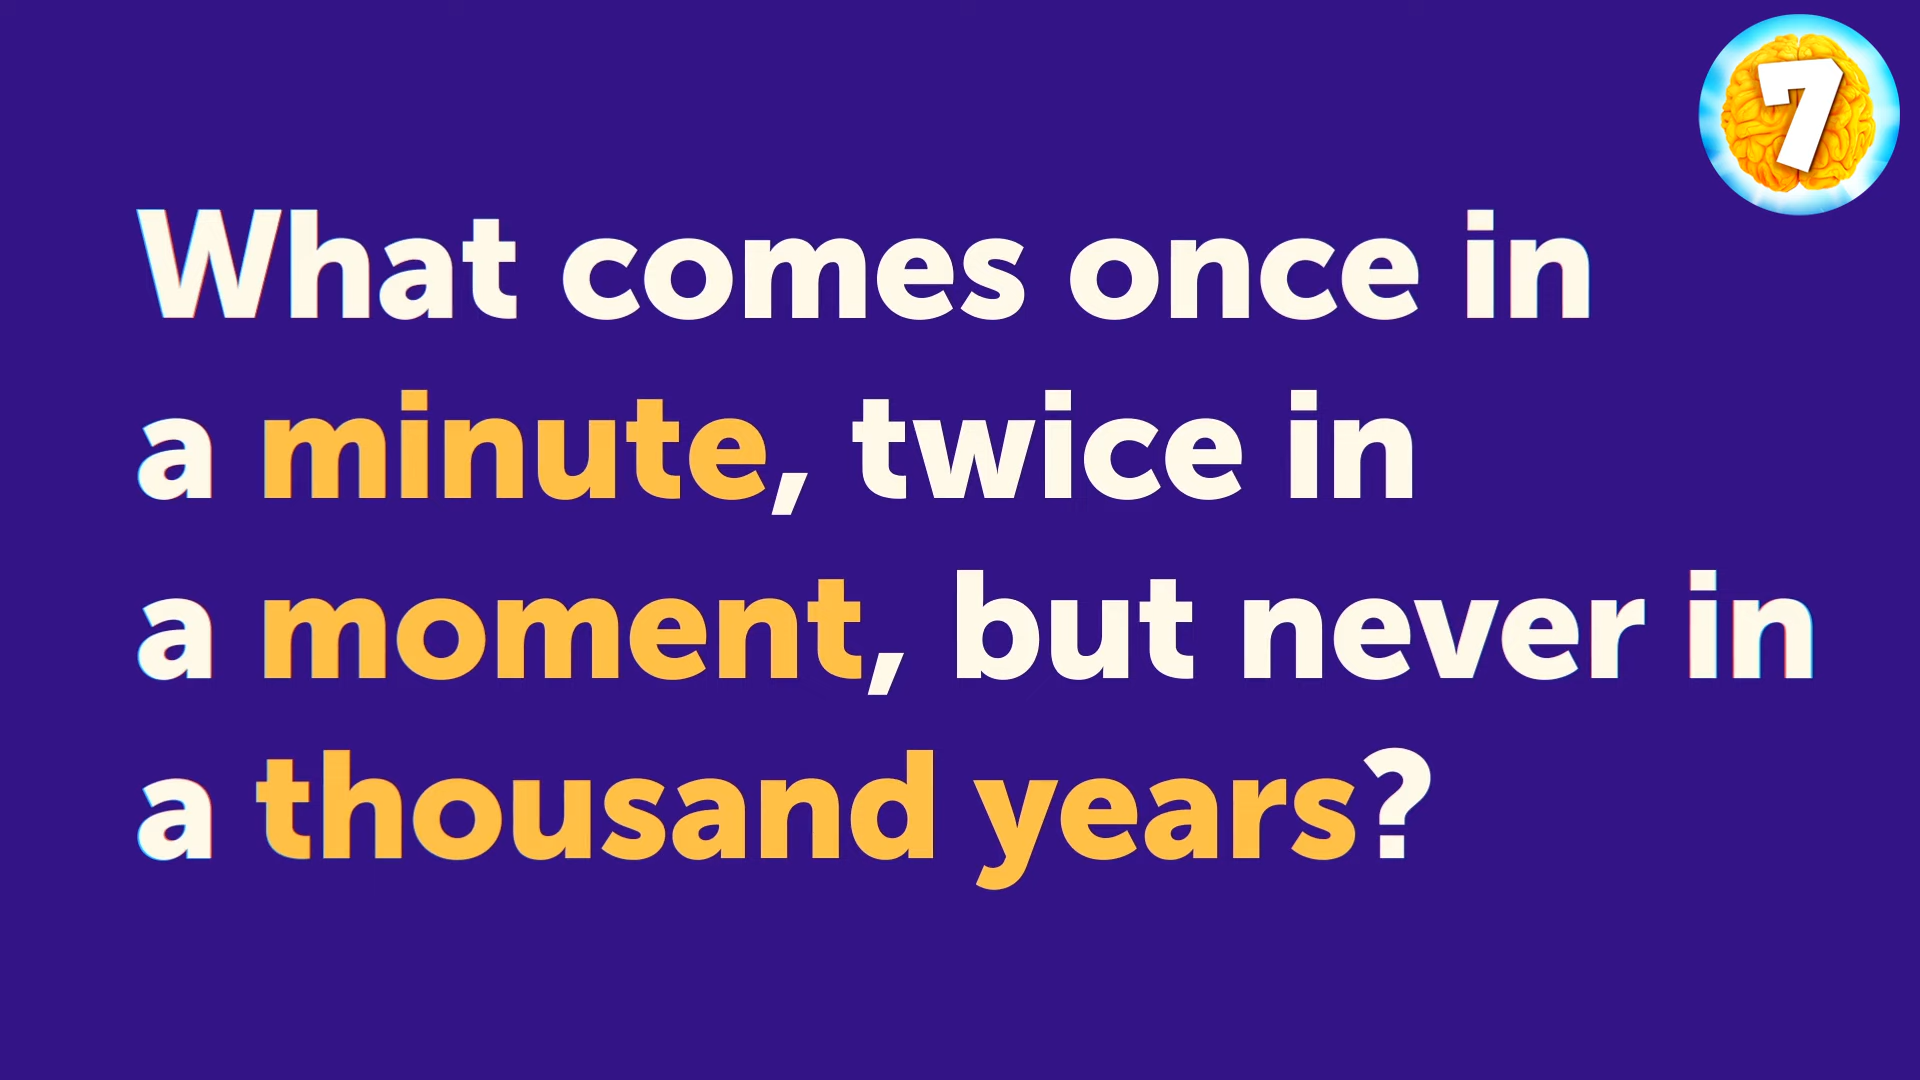 7
What comes once in
a minute, twice in
a moment, but never in
a thousand years?